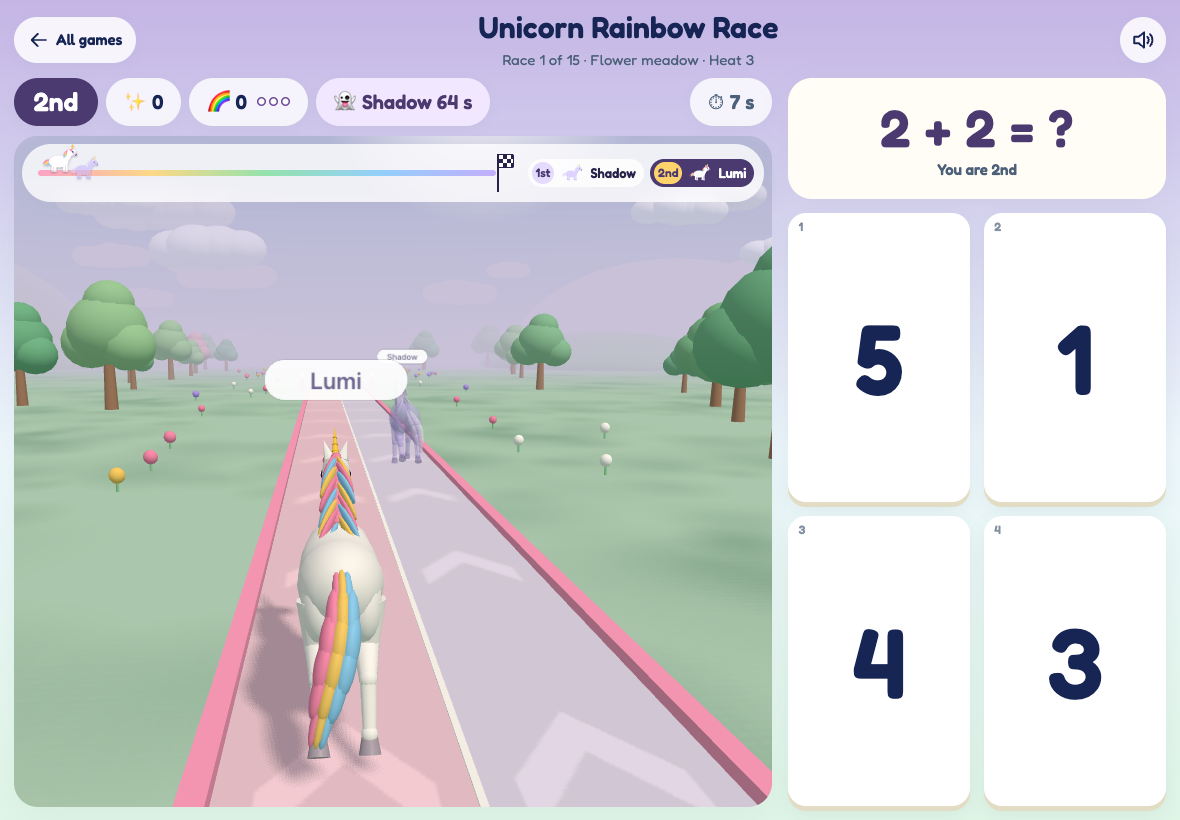 All games
Unicorn Rainbow Race
Race 1 of 15 · Flower meadow · Heat 3
2nd
0
0
Shadow 64 s
7 s
1st Shadow
2nd Lumi
Shadow
Lumi
2 + 2 = ?
You are 2nd
1
5
2
1
3
4
4
3